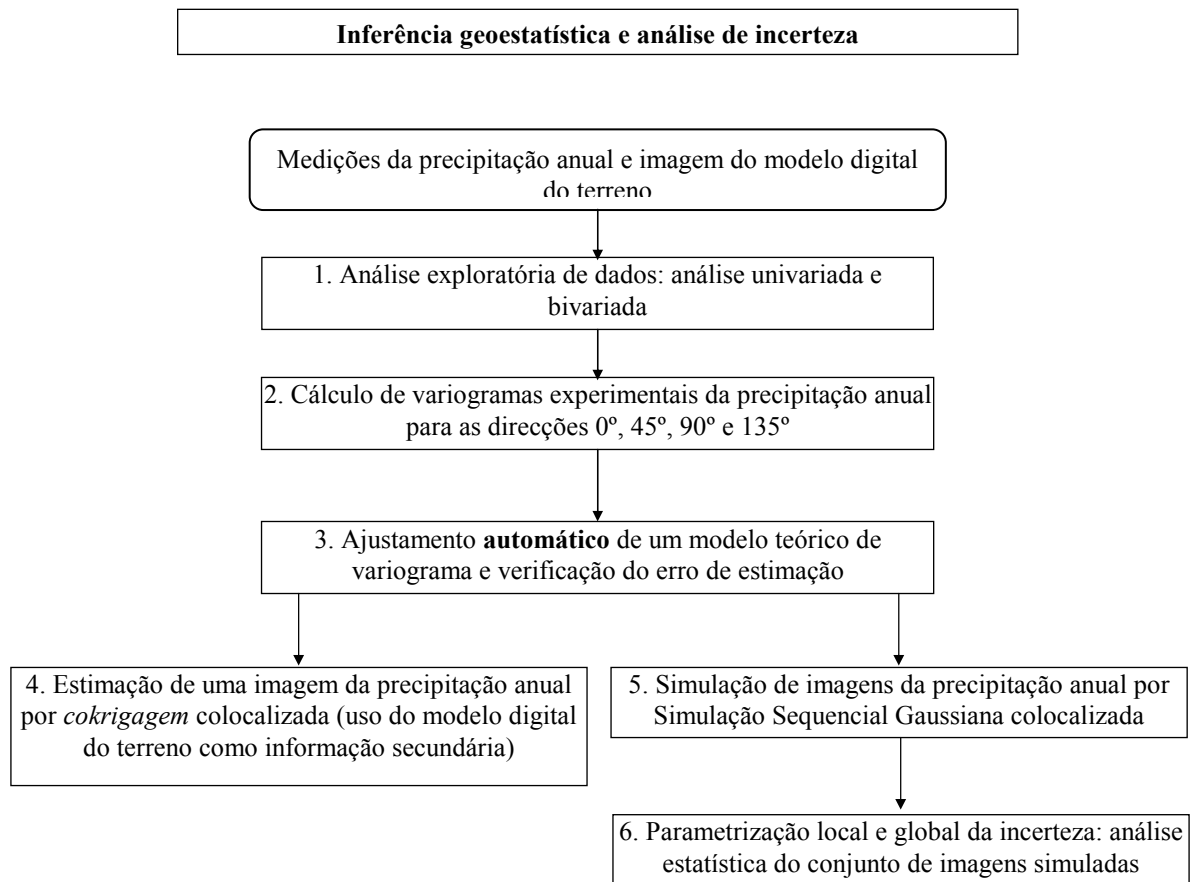 Inferência geoestatística e análise de incerteza
Medições da precipitação anual e imagem do modelo digital
do terreno
1. Análise exploratória de dados: análise univariada e
bivariada
2. Cálculo de variogramas experimentais da precipitação anual
para as direcções 0º, 45º, 90º e 135º
3. Ajustamento automático de um modelo teórico de
variograma e verificação do erro de estimação
4. Estimação de uma imagem da precipitação anual
por cokrigagem colocalizada (uso do modelo digital
do terreno como informação secundária)
5. Simulação de imagens da precipitação anual por
Simulação Sequencial Gaussiana colocalizada
6. Parametrização local e global da incerteza: análise
estatística do conjunto de imagens simuladas